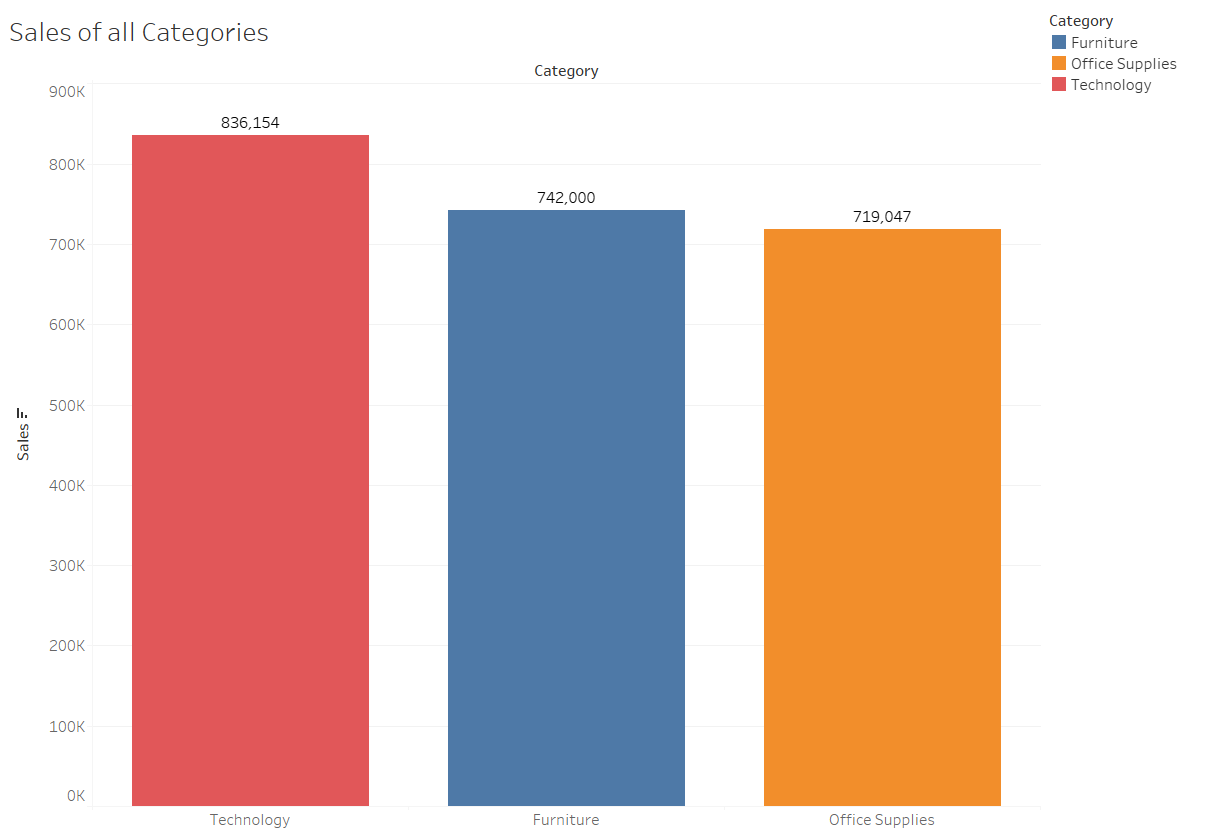 Sales of all Categories
Category
Furniture
Office Supplies
Technology
Category
900K
800K
700K
600K
500K
400K
300K
200K
100K
0K
Sales
836,154
742,000
719,047
Technology
Furniture
Office Supplies